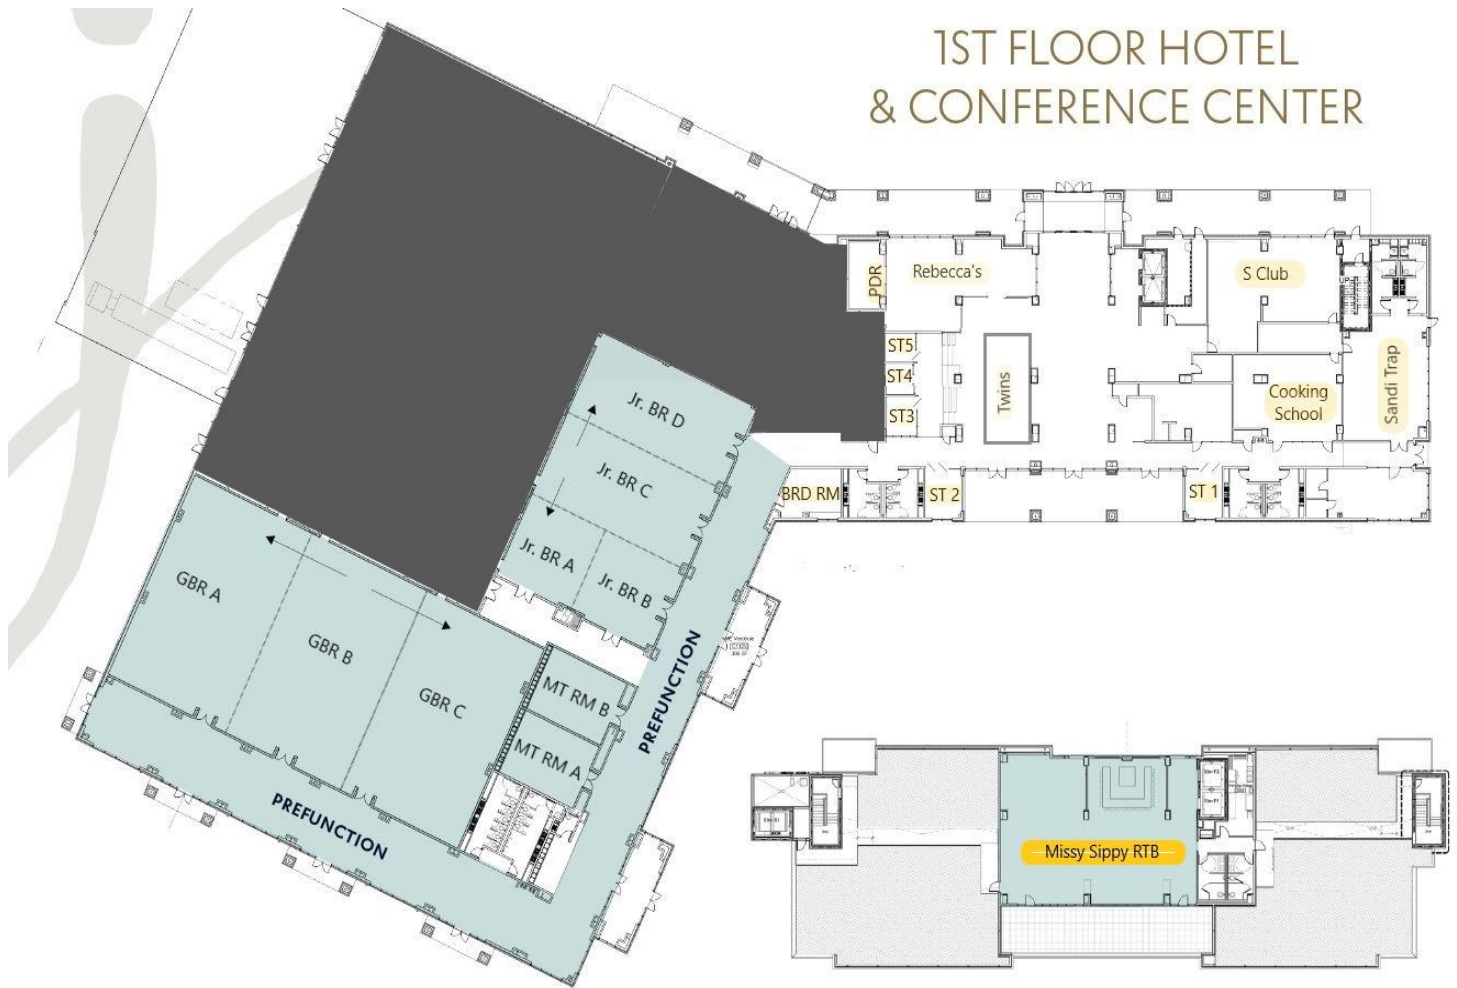 1ST FLOOR HOTEL
& CONFERENCE CENTER
PDR
Rebecca's
S Club
ST5
ST4
ST3
Twins
Cooking
School
Sandi Trap
BRD RM
ST 2
ST 1
Jr. BR D
Jr. BR C
Jr. BR A
Jr. BR B
GBR A
GBR B
GBR C
MT RM B
MT RM A
PREFUNCTION
PREFUNCTION
Missy Sippy RTB